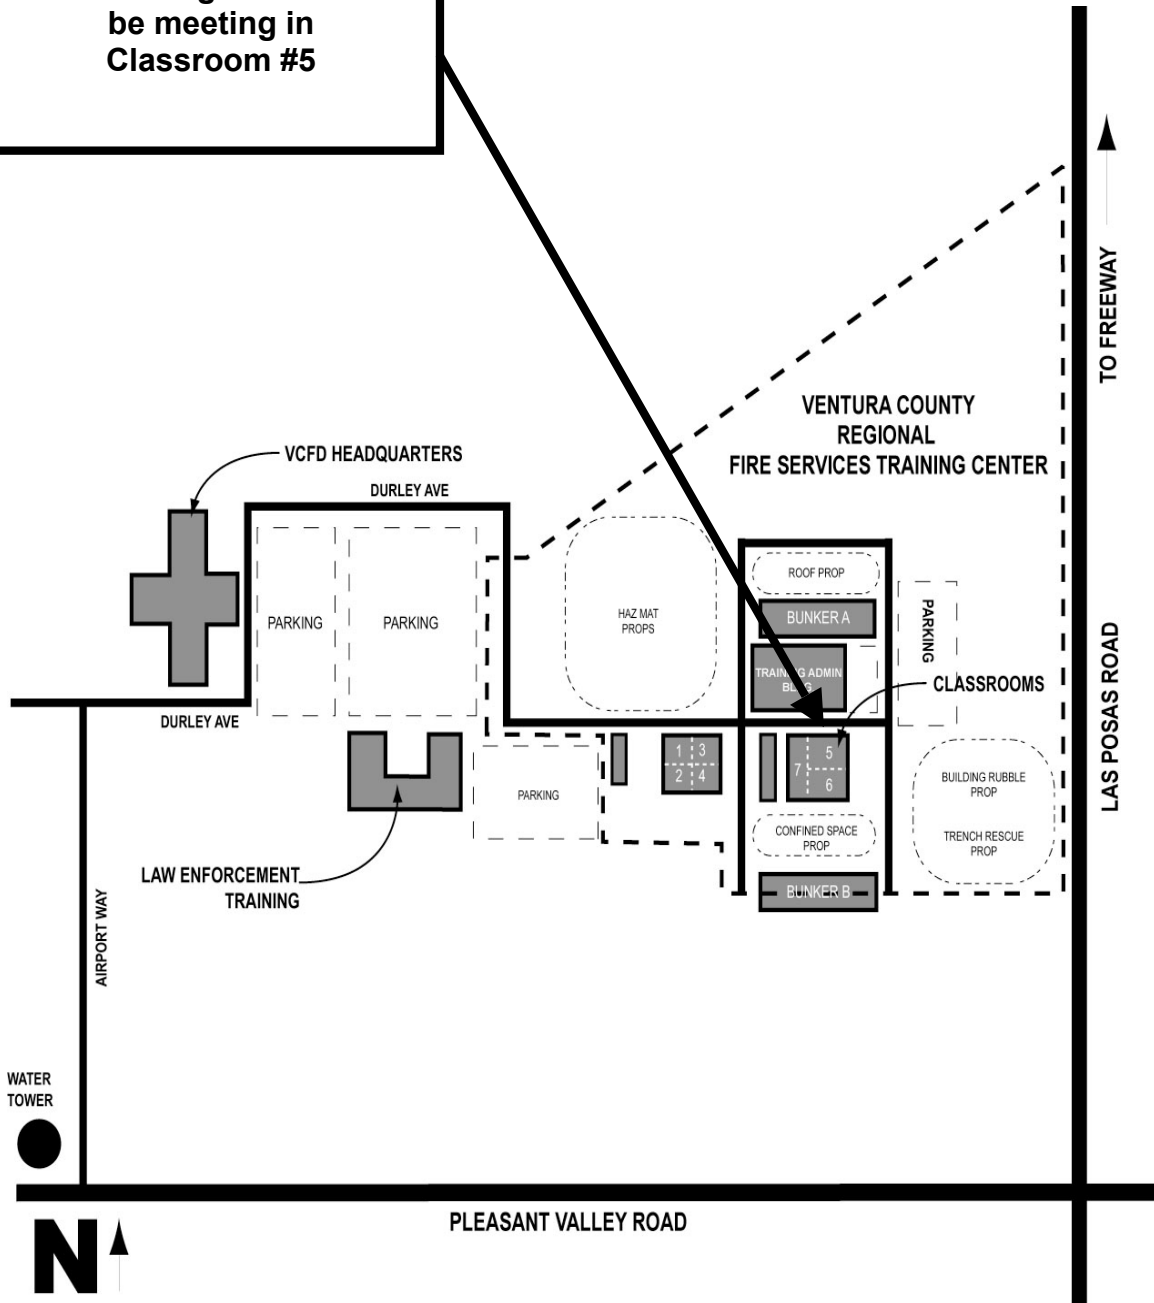 be meeting in
Classroom #5
TO FREEWAY
VENTURA COUNTY
REGIONAL
FIRE SERVICES TRAINING CENTER
VCFD HEADQUARTERS
DURLEY AVE
ROOF PROP
HAZ MAT
PROPS
BUNKER A
PARKING
PARKING
PARKING
TRAINING ADMIN
BLDG
CLASSROOMS
LAS POSAS ROAD
DURLEY AVE
1 3
2 4
5
7
6
PARKING
BUILDING RUBBLE
PROP
TRENCH RESCUE
PROP
CONFINED SPACE
PROP
BUNKER B
LAW ENFORCEMENT
TRAINING
AIRPORT WAY
WATER
TOWER
PLEASANT VALLEY ROAD
N